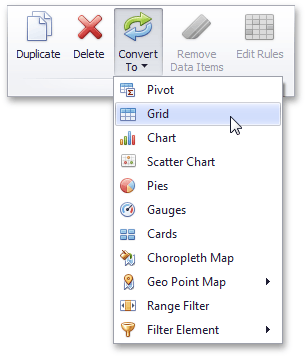 Duplicate
Delete
Convert
To
Remove
Data Items
Edit Rules
Pivot
Grid
Chart
Scatter Chart
Pies
Gauges
Cards
Choropleth Map
Geo Point Map
Range Filter
Filter Element